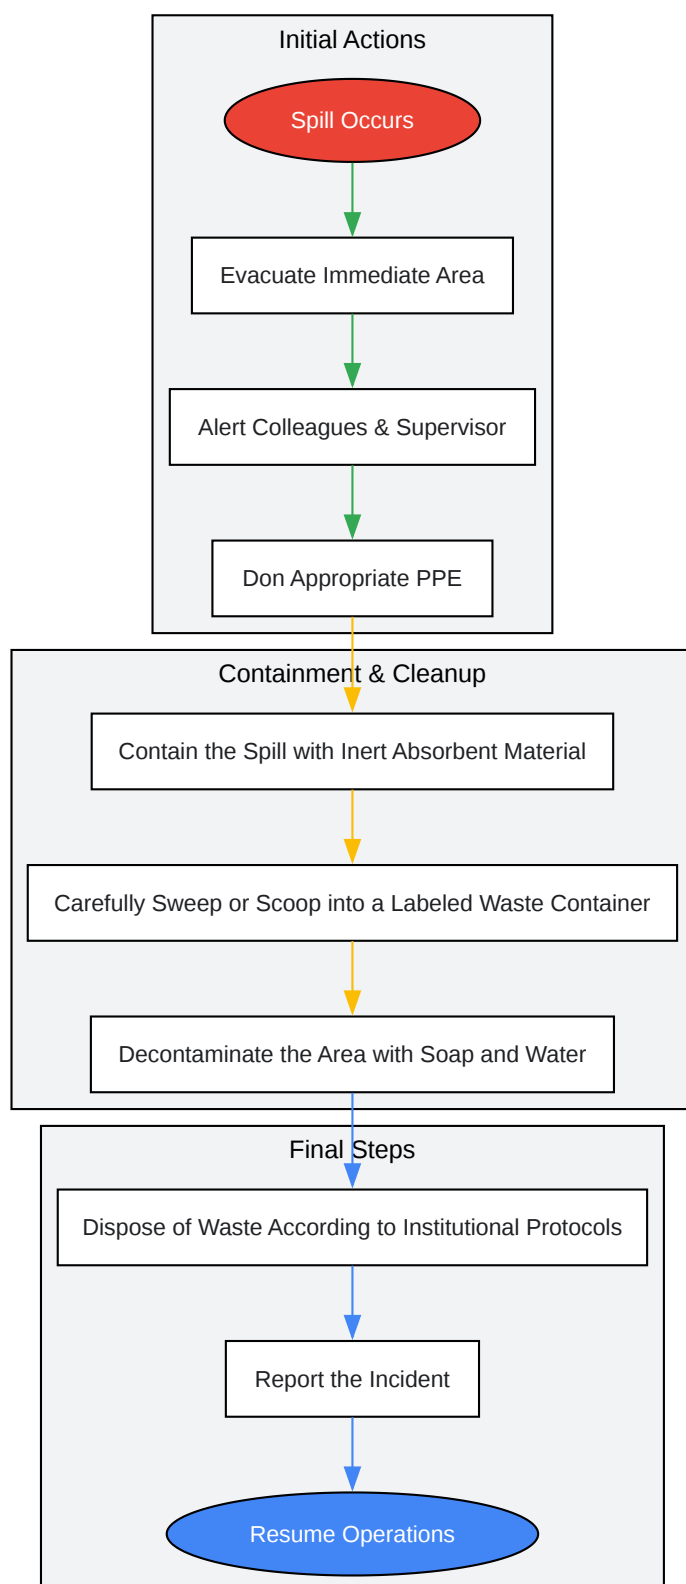 Initial Actions
Spill Occurs
Evacuate Immediate Area
Alert Colleagues & Supervisor
Don Appropriate PPE
Containment & Cleanup
Contain the Spill with Inert Absorbent Material
Carefully Sweep or Scoop into a Labeled Waste Container
Decontaminate the Area with Soap and Water
Final Steps
Dispose of Waste According to Institutional Protocols
Report the Incident
Resume Operations